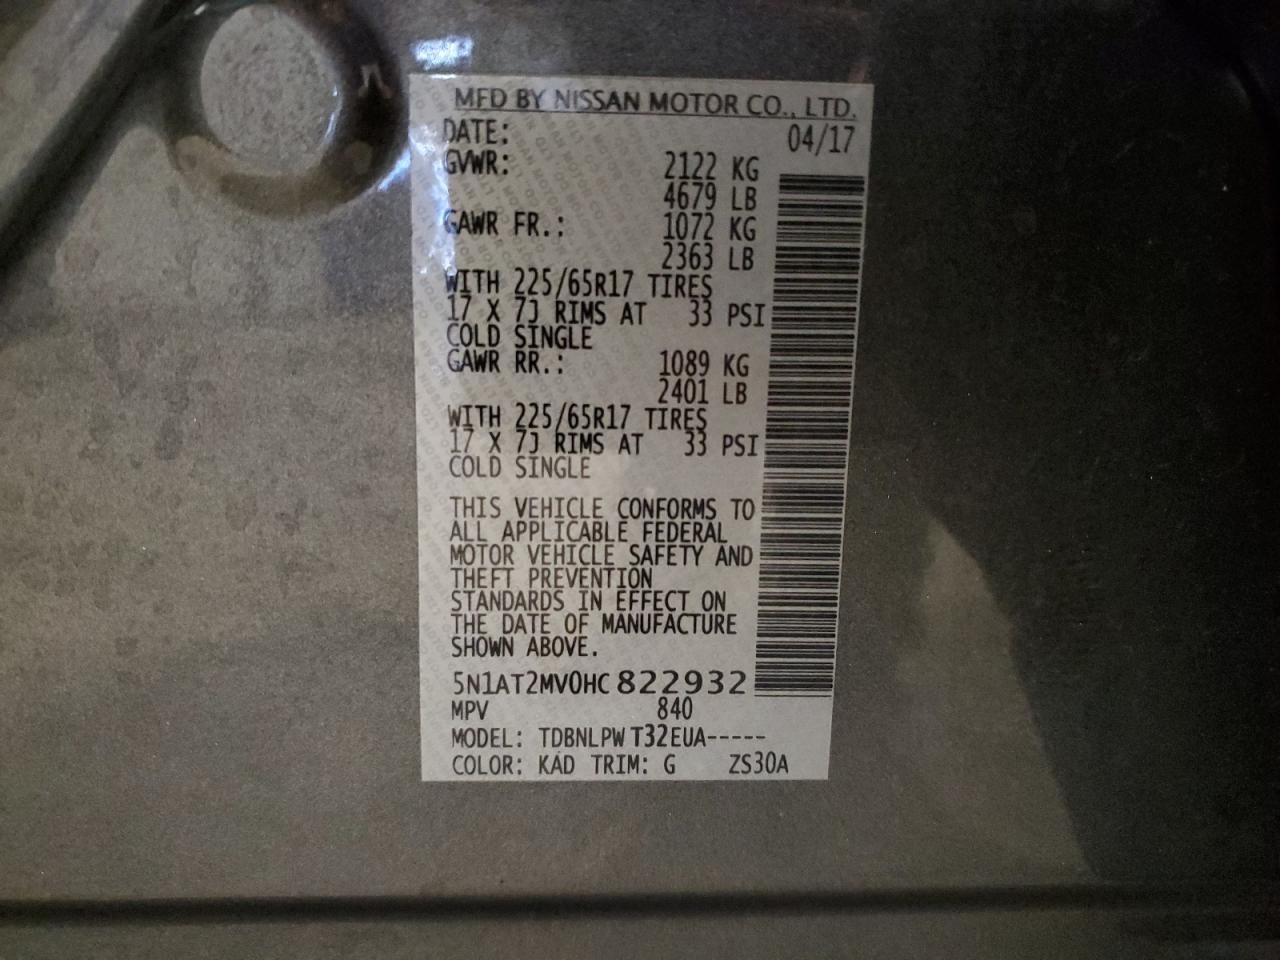 MFD BY NISSAN MOTOR CO., LTD.
DATE: 04/17
GVWR: 2122 KG
4679 LB
GAWR FR.: 1072 KG
2363 LB
WITH 225/65R17 TIRES
17 X 7J RIMS AT 33 PSI
COLD SINGLE
GAWR RR.: 1089 KG
2401 LB
WITH 225/65R17 TIRES
17 X 7J RIMS AT 33 PSI
COLD SINGLE
THIS VEHICLE CONFORMS TO
ALL APPLICABLE FEDERAL
MOTOR VEHICLE SAFETY AND
THEFT PREVENTION
STANDARDS IN EFFECT ON
THE DATE OF MANUFACTURE
SHOWN ABOVE.
5N1AT2MV0HC822932
MPV 840
MODEL: TDBNLPWT32EUA-----
COLOR: KAD TRIM: G ZS30A